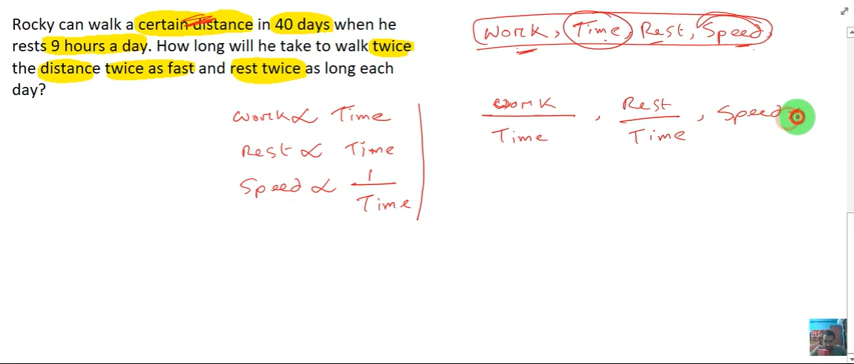 Rocky can walk a certain distance in 40 days when he
rests 9 hours a day. How long will he take to walk twice
the distance twice as fast and rest twice as long each
day?
Work, Time, Rest, Speed,
Work ∝ Time
Rest ∝ Time
Speed ∝ 1/Time
Work/Time, Rest/Time, Speed